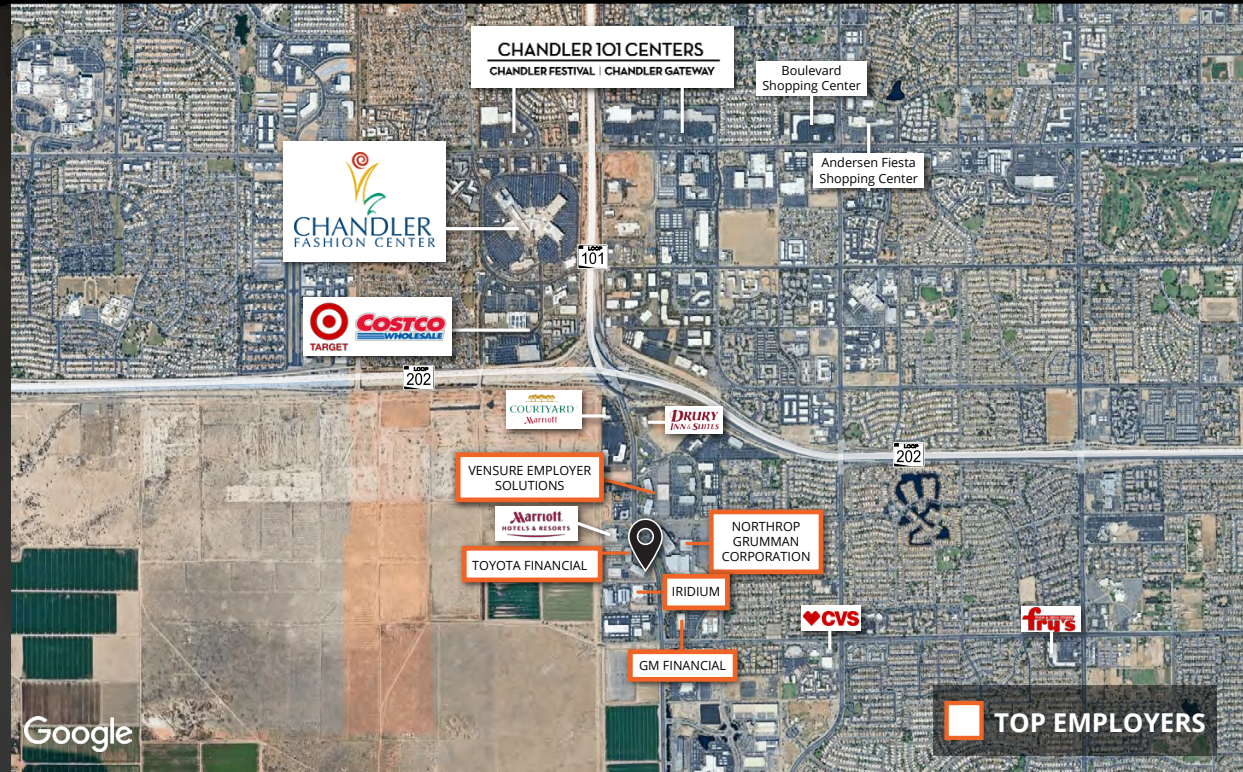 CHANDLER 101 CENTERS
CHANDLER FESTIVAL | CHANDLER GATEWAY
Boulevard
Shopping Center
Andersen Fiesta
Shopping Center
CHANDLER
FASHION CENTER
LOOP
101
TARGET
COSTCO
WHOLESALE
LOOP
202
COURTYARD
Marriott
DRURY
INN & SUITES
LOOP
202
VENSURE EMPLOYER
SOLUTIONS
Marriott
HOTELS & RESORTS
NORTHROP
GRUMMAN
CORPORATION
TOYOTA FINANCIAL
IRIDIUM
CVS
fry's
GM FINANCIAL
Google
TOP EMPLOYERS